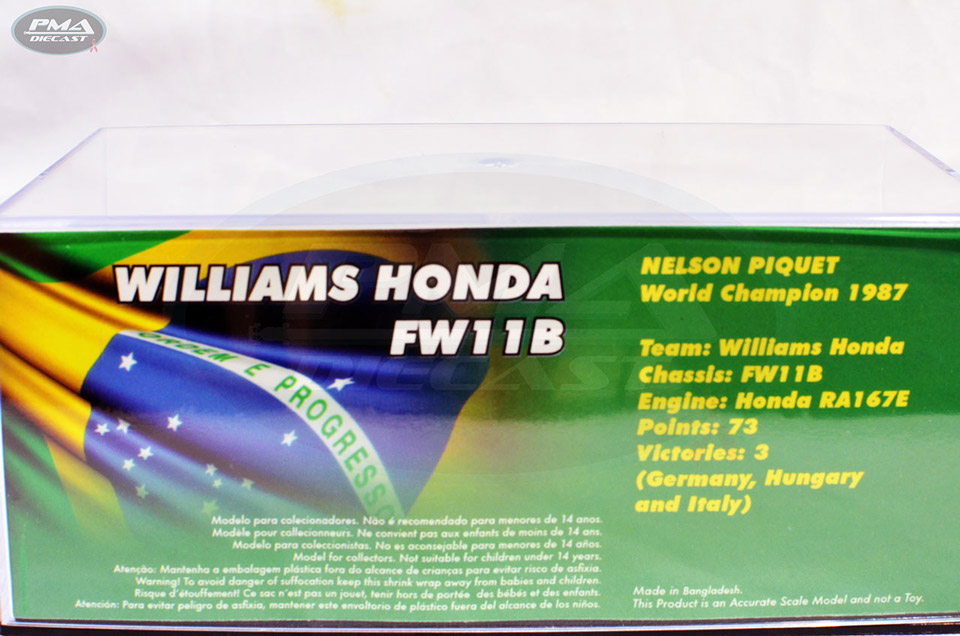 PMA
DIECAST
WILLIAMS HONDA
FW11B
ORDEM E PROGRESSO
NELSON PIQUET
World Champion 1987
Team: Williams Honda
Chassis: FW11B
Engine: Honda RA167E
Points: 73
Victories: 3
(Germany, Hungary
and Italy)
PMA
DIECAST
Modelo para colecionadores. Não é recomendado para menores de 14 anos.
Modèle pour collectionneurs. Ne convient pas aux enfants de moins de 14 ans.
Modelo para coleccionistas. No es aconsejable para menores de 14 años.
Model for collectors. Not suitable for children under 14 years.
Atenção: Mantenha a embalagem plástica fora do alcance de crianças para evitar risco de asfixia.
Warning! To avoid danger of suffocation keep this shrink wrap away from babies and children.
Risque d'étouffement! Ce sac n'est pas un jouet, tenir hors de portée des bébés et des enfants.
Atención: Para evitar peligro de asfixia, mantener este envoltorio de plástico fuera del alcance de los niños.
Made in Bangladesh.
This Product is an Accurate Scale Model and not a Toy.